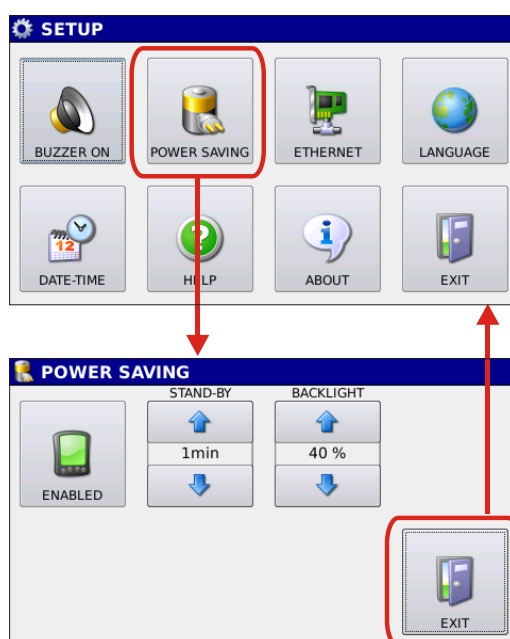 SETUP
BUZZER ON
POWER SAVING
ETHERNET
LANGUAGE
12
DATE-TIME
HELP
ABOUT
EXIT
POWER SAVING
STAND-BY
BACKLIGHT
1min
40 %
ENABLED
EXIT